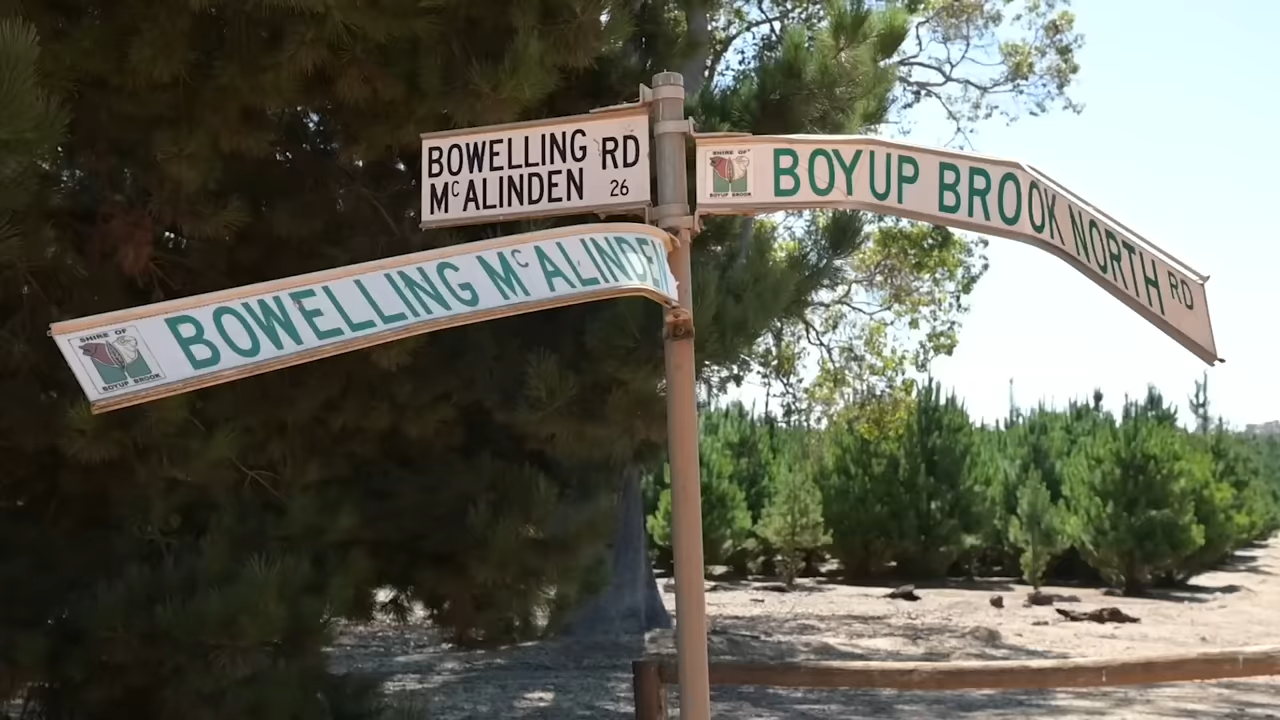 BOWELLING RD
McALINDEN 26
SHIRE OF
BOYUP BROOK
BOYUP BROOK NORTH RD
BOWELLING McALINDEN
SHIRE OF
BOYUP BROOK